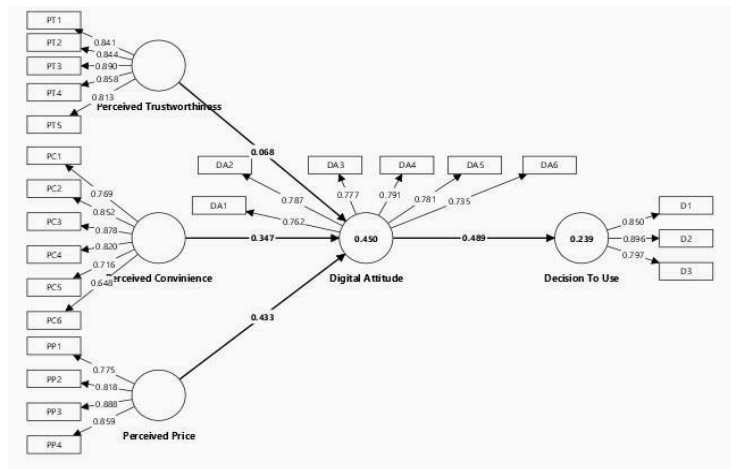 PT1
PT2
PT3
PT4
PT5
0.841
0.844
0.890
0.858
0.813
Perceived Trustworthiness
PC1
PC2
PC3
PC4
PC5
PC6
0.769
0.852
0.878
0.820
0.716
0.648
Perceived Convinience
PP1
PP2
PP3
PP4
0.775
0.818
0.888
0.859
Perceived Price
0.068
0.347
0.433
DA1
DA2
DA3
DA4
DA5
DA6
0.762
0.787
0.777
0.791
0.781
0.735
0.450
Digital Attitude
0.489
0.239
Decision To Use
0.850
0.896
0.797
D1
D2
D3